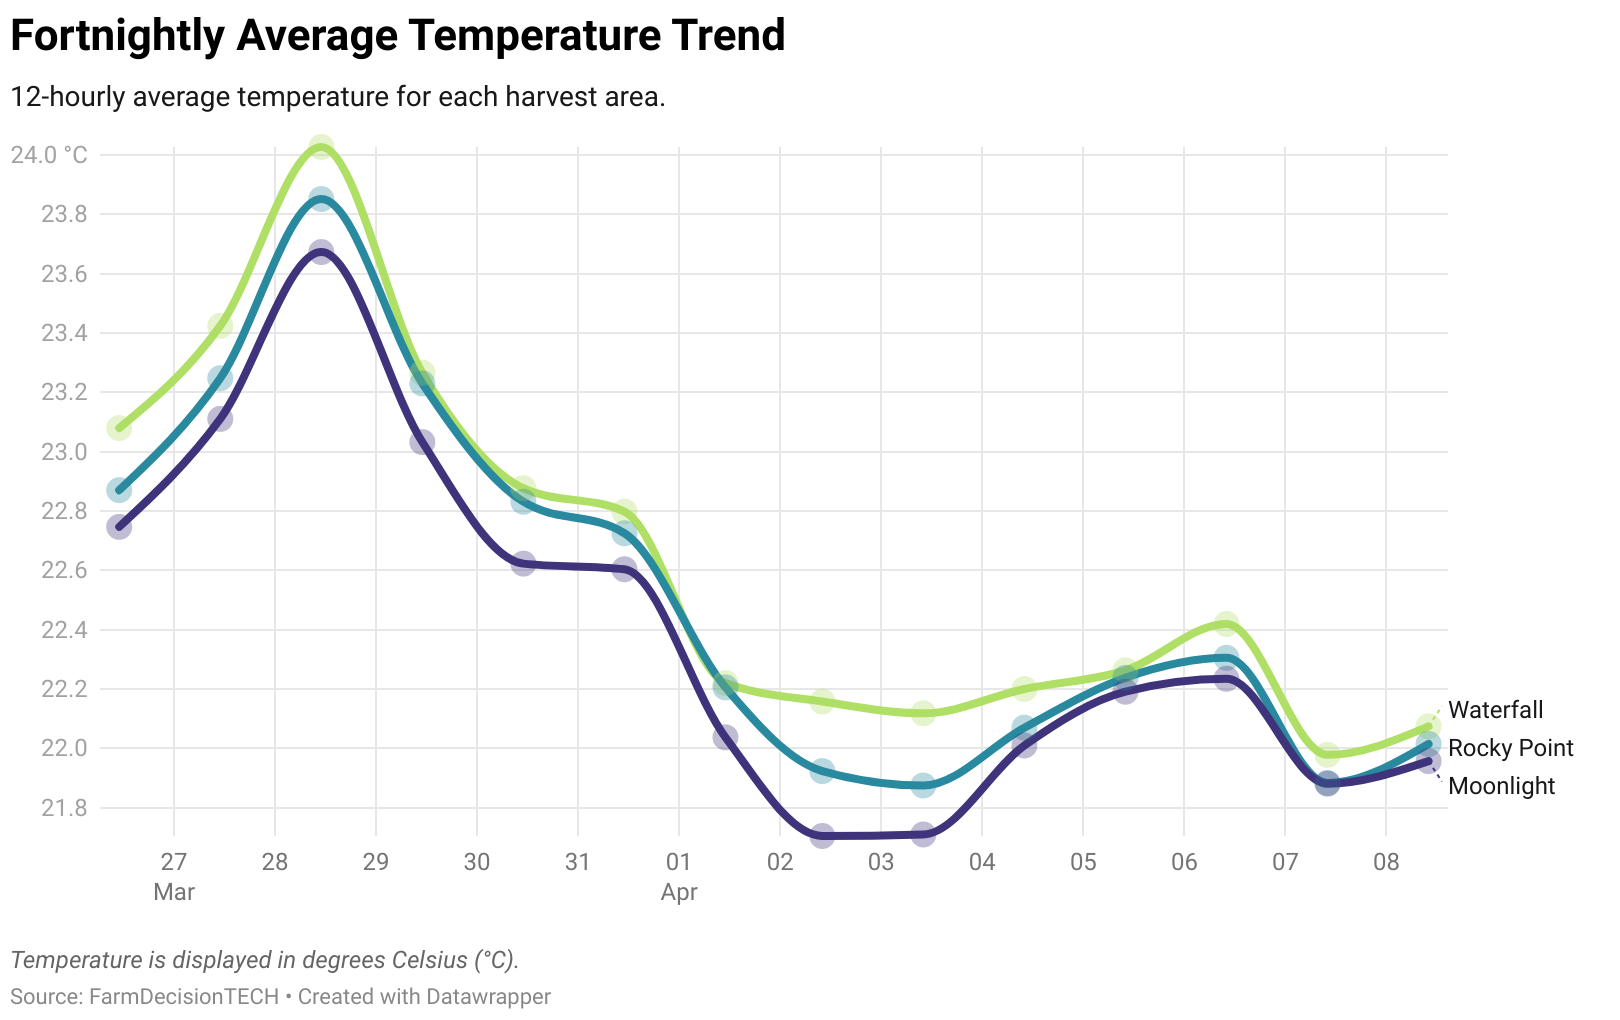 Fortnightly Average Temperature Trend
12-hourly average temperature for each harvest area.
24.0 °C
23.8
23.6
23.4
23.2
23.0
22.8
22.6
22.4
22.2
22.0
21.8
Waterfall
Rocky Point
Moonlight
27 28 29 30 31 01 02 03 04 05 06 07 08
Mar Apr
Temperature is displayed in degrees Celsius (°C).
Source: FarmDecisionTECH • Created with Datawrapper